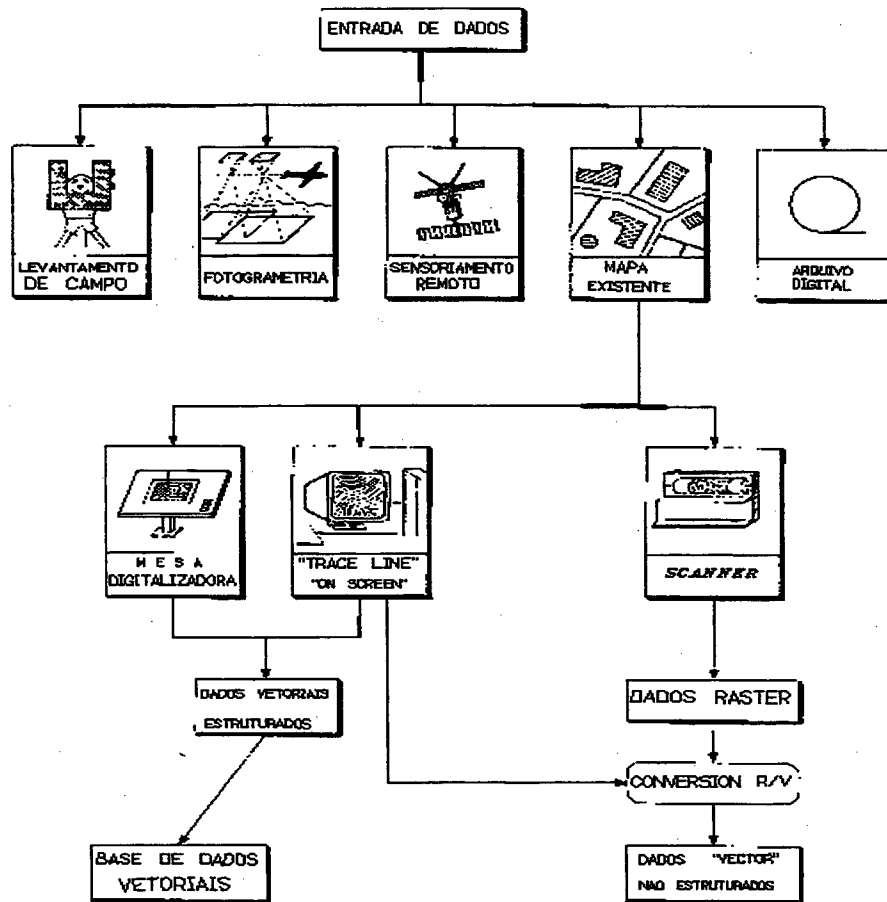 ENTRADA DE DADOS
LEVANTAMENTO
DE CAMPO
FOTOGRAMETRIA
SENSORIAMENTO
REMOTO
MAPA
EXISTENTE
ARQUIVO
DIGITAL
MESA
DIGITALIZADORA
"TRACE LINE"
"ON SCREEN"
SCANNER
DADOS VETORIAIS
ESTRUTURADOS
DADOS RASTER
CONVERSION R/V
BASE DE DADOS
VETORIAIS
DADOS "VECTOR"
NAO ESTRUTURADOS